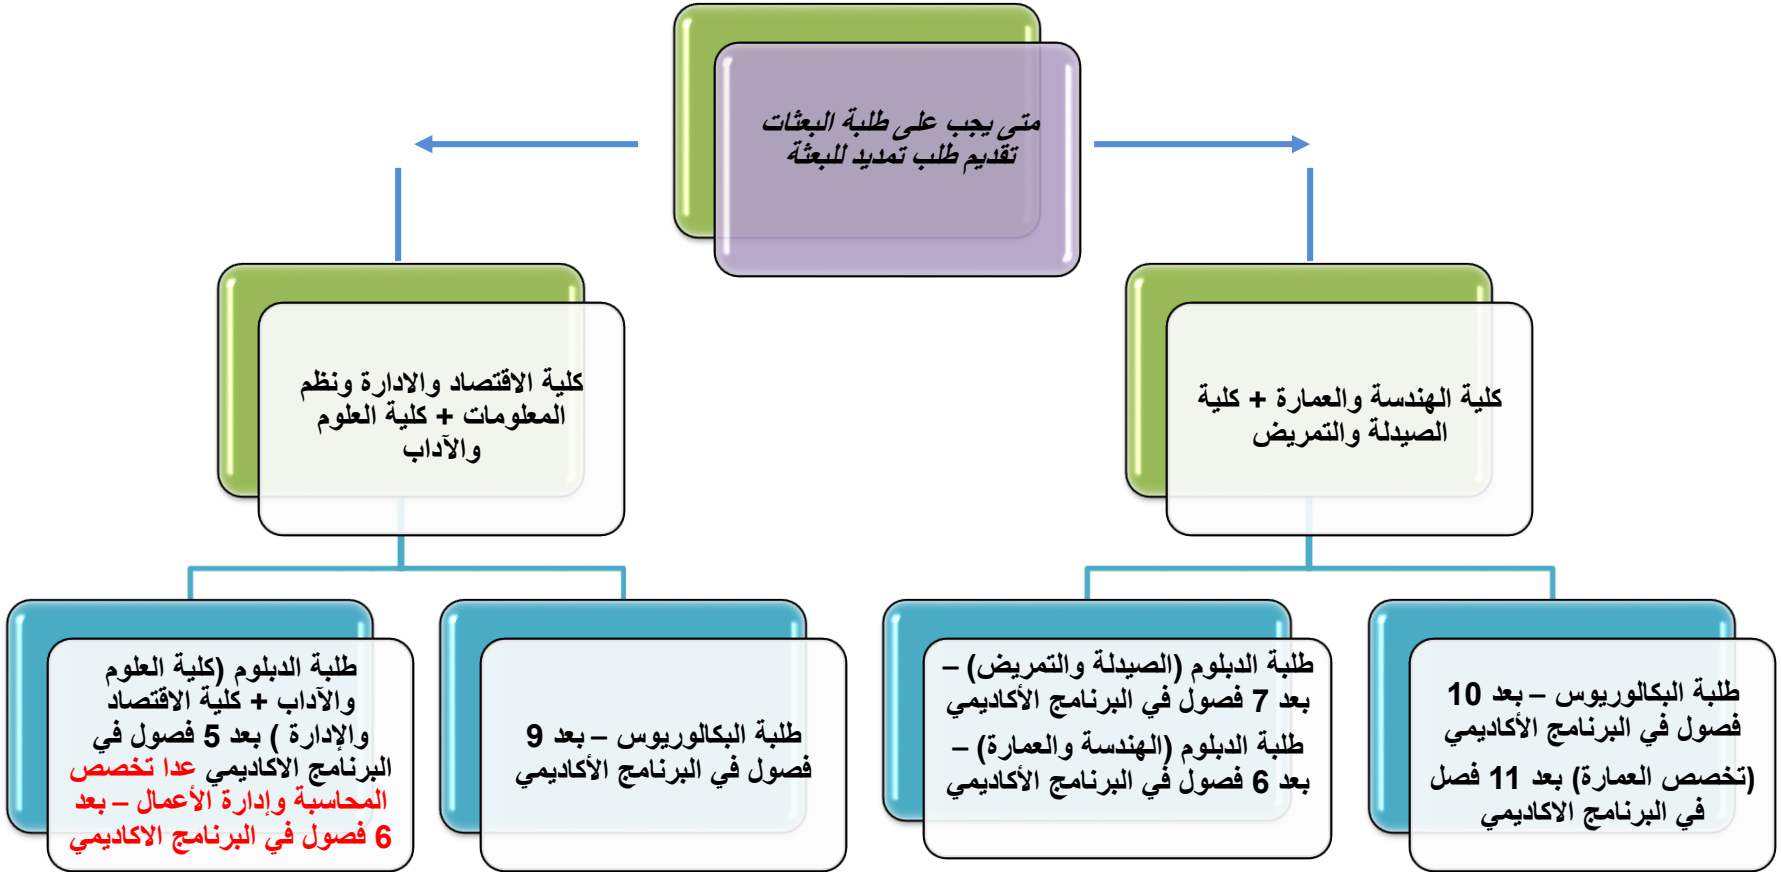 متى يجب على طلبة البعثات
تقديم طلب تمديد للبعثة
كلية الهندسة والعمارة + كلية
الصيدلة والتمريض
كلية الاقتصاد والادارة ونظم
المعلومات + كلية العلوم
والآداب
طلبة البكالوريوس – بعد 10
فصول في البرنامج الأكاديمي
(تخصص العمارة) بعد 11 فصل
في البرنامج الاكاديمي
طلبة الدبلوم (الصيدلة والتمريض) –
بعد 7 فصول في البرنامج الأكاديمي
طلبة الدبلوم (الهندسة والعمارة) –
بعد 6 فصول في البرنامج الأكاديمي
طلبة البكالوريوس – بعد 9
فصول في البرنامج الأكاديمي
طلبة الدبلوم (كلية العلوم
والآداب + كلية الاقتصاد
والإدارة ) بعد 5 فصول في
البرنامج الاكاديمي عدا تخصص
المحاسبة وإدارة الأعمال – بعد
6 فصول في البرنامج الاكاديمي